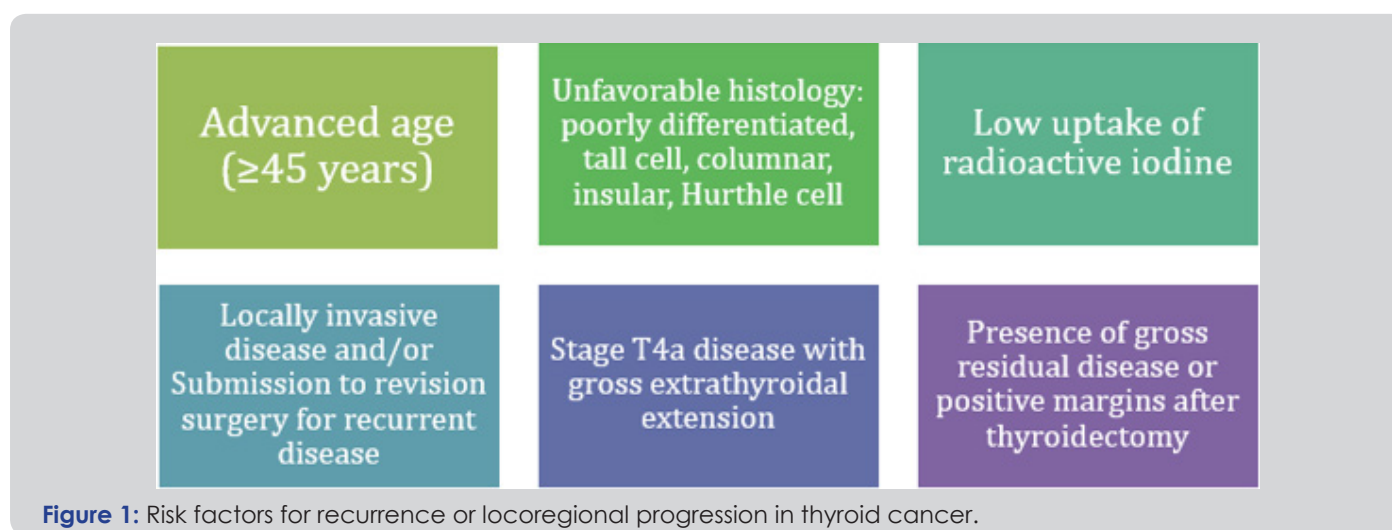 Advanced age
(≥45 years)
Unfavorable histology:
poorly differentiated,
tall cell, columnar,
insular, Hurthle cell
Low uptake of
radioactive iodine
Locally invasive
disease and/or
Submission to revision
surgery for recurrent
disease
Stage T4a disease with
gross extrathyroidal
extension
Presence of gross
residual disease or
positive margins after
thyroidectomy
Figure 1: Risk factors for recurrence or locoregional progression in thyroid cancer.